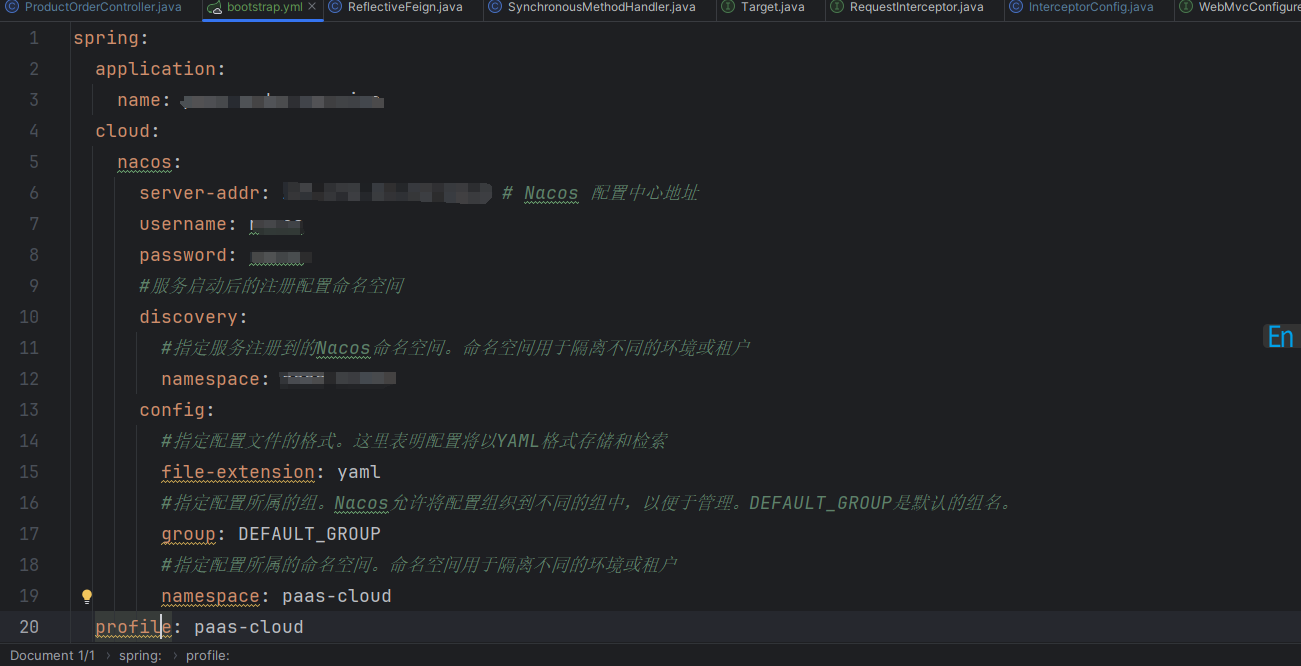 ProductOrderController.java bootstrap.yml ReflectiveFeign.java SynchronousMethodHandler.java Target.java RequestInterceptor.java InterceptorConfig.java WebMvcConfigure
1 spring:
2 application:
3 name:
4 cloud:
5 nacos:
6 server-addr: # Nacos 配置中心地址
7 username:
8 password:
9 #服务启动后的注册配置命名空间
10 discovery:
11 #指定服务注册到的Nacos命名空间。命名空间用于隔离不同的环境或租户
En
12 namespace:
13 config:
14 #指定配置文件的格式。这里表明配置将以YAML格式存储和检索
15 file-extension: yaml
16 #指定配置所属的组。Nacos允许将配置组织到不同的组中，以便于管理。DEFAULT_GROUP是默认的组名。
17 group: DEFAULT_GROUP
18 #指定配置所属的命名空间。命名空间用于隔离不同的环境或租户
19 namespace: paas-cloud
20 profile: paas-cloud
Document 1/1 › spring: › profile: